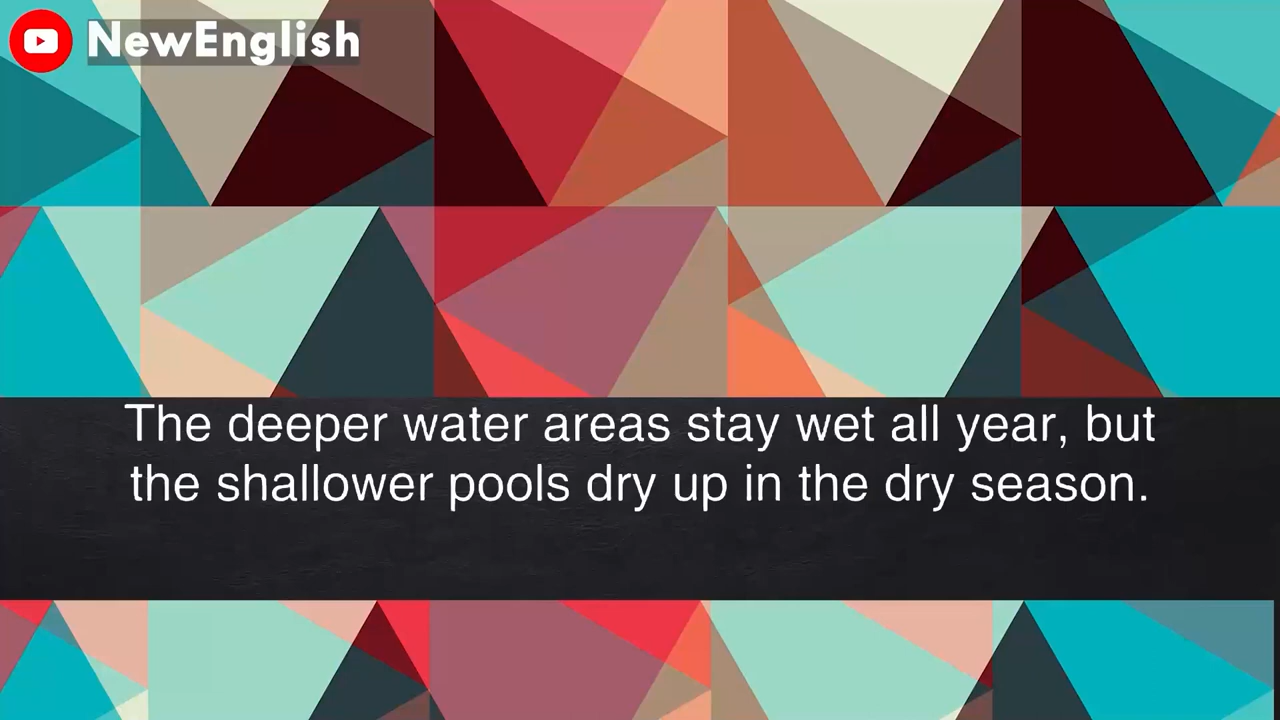 NewEnglish
The deeper water areas stay wet all year, but
the shallower pools dry up in the dry season.